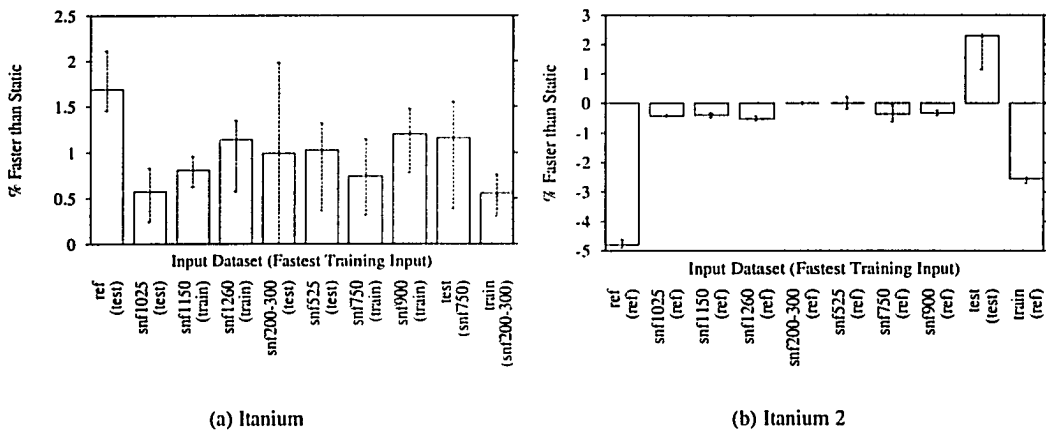 % Faster than Static
2.5
2
1.5
1
0.5
0
Input Dataset (Fastest Training Input)
ref
(test)
snf1025
(test)
snf1150
(train)
snf1260
(train)
snf200-300
(test)
snf525
(test)
snf750
(train)
snf900
(train)
test
(snf750)
train
(snf200-300)
(a) Itanium
% Faster than Static
3
2
1
0
-1
-2
-3
-4
-5
Input Dataset (Fastest Training Input)
ref
(ref)
snf1025
(ref)
snf1150
(ref)
snf1260
(ref)
snf200-300
(ref)
snf525
(ref)
snf750
(ref)
snf900
(ref)
test
(test)
train
(ref)
(b) Itanium 2